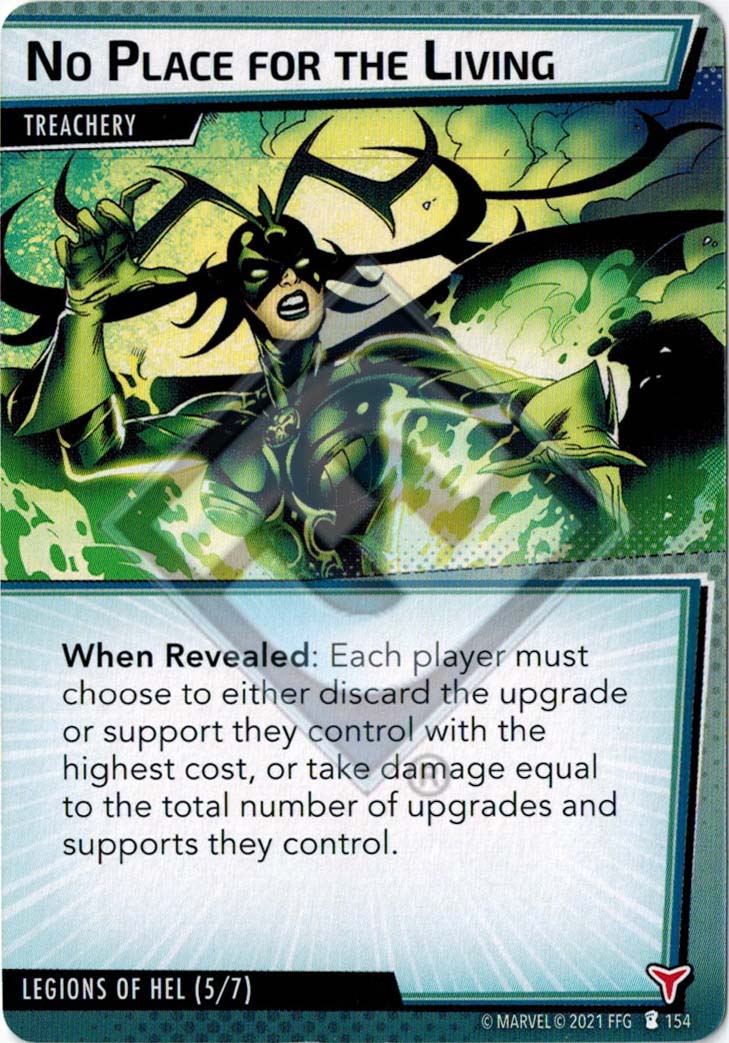 No Place for the Living
TREACHERY
When Revealed: Each player must
choose to either discard the upgrade
or support they control with the
highest cost, or take damage equal
to the total number of upgrades and
supports they control.
®
LEGIONS OF HEL (5/7)
© MARVEL © 2021 FFG 154